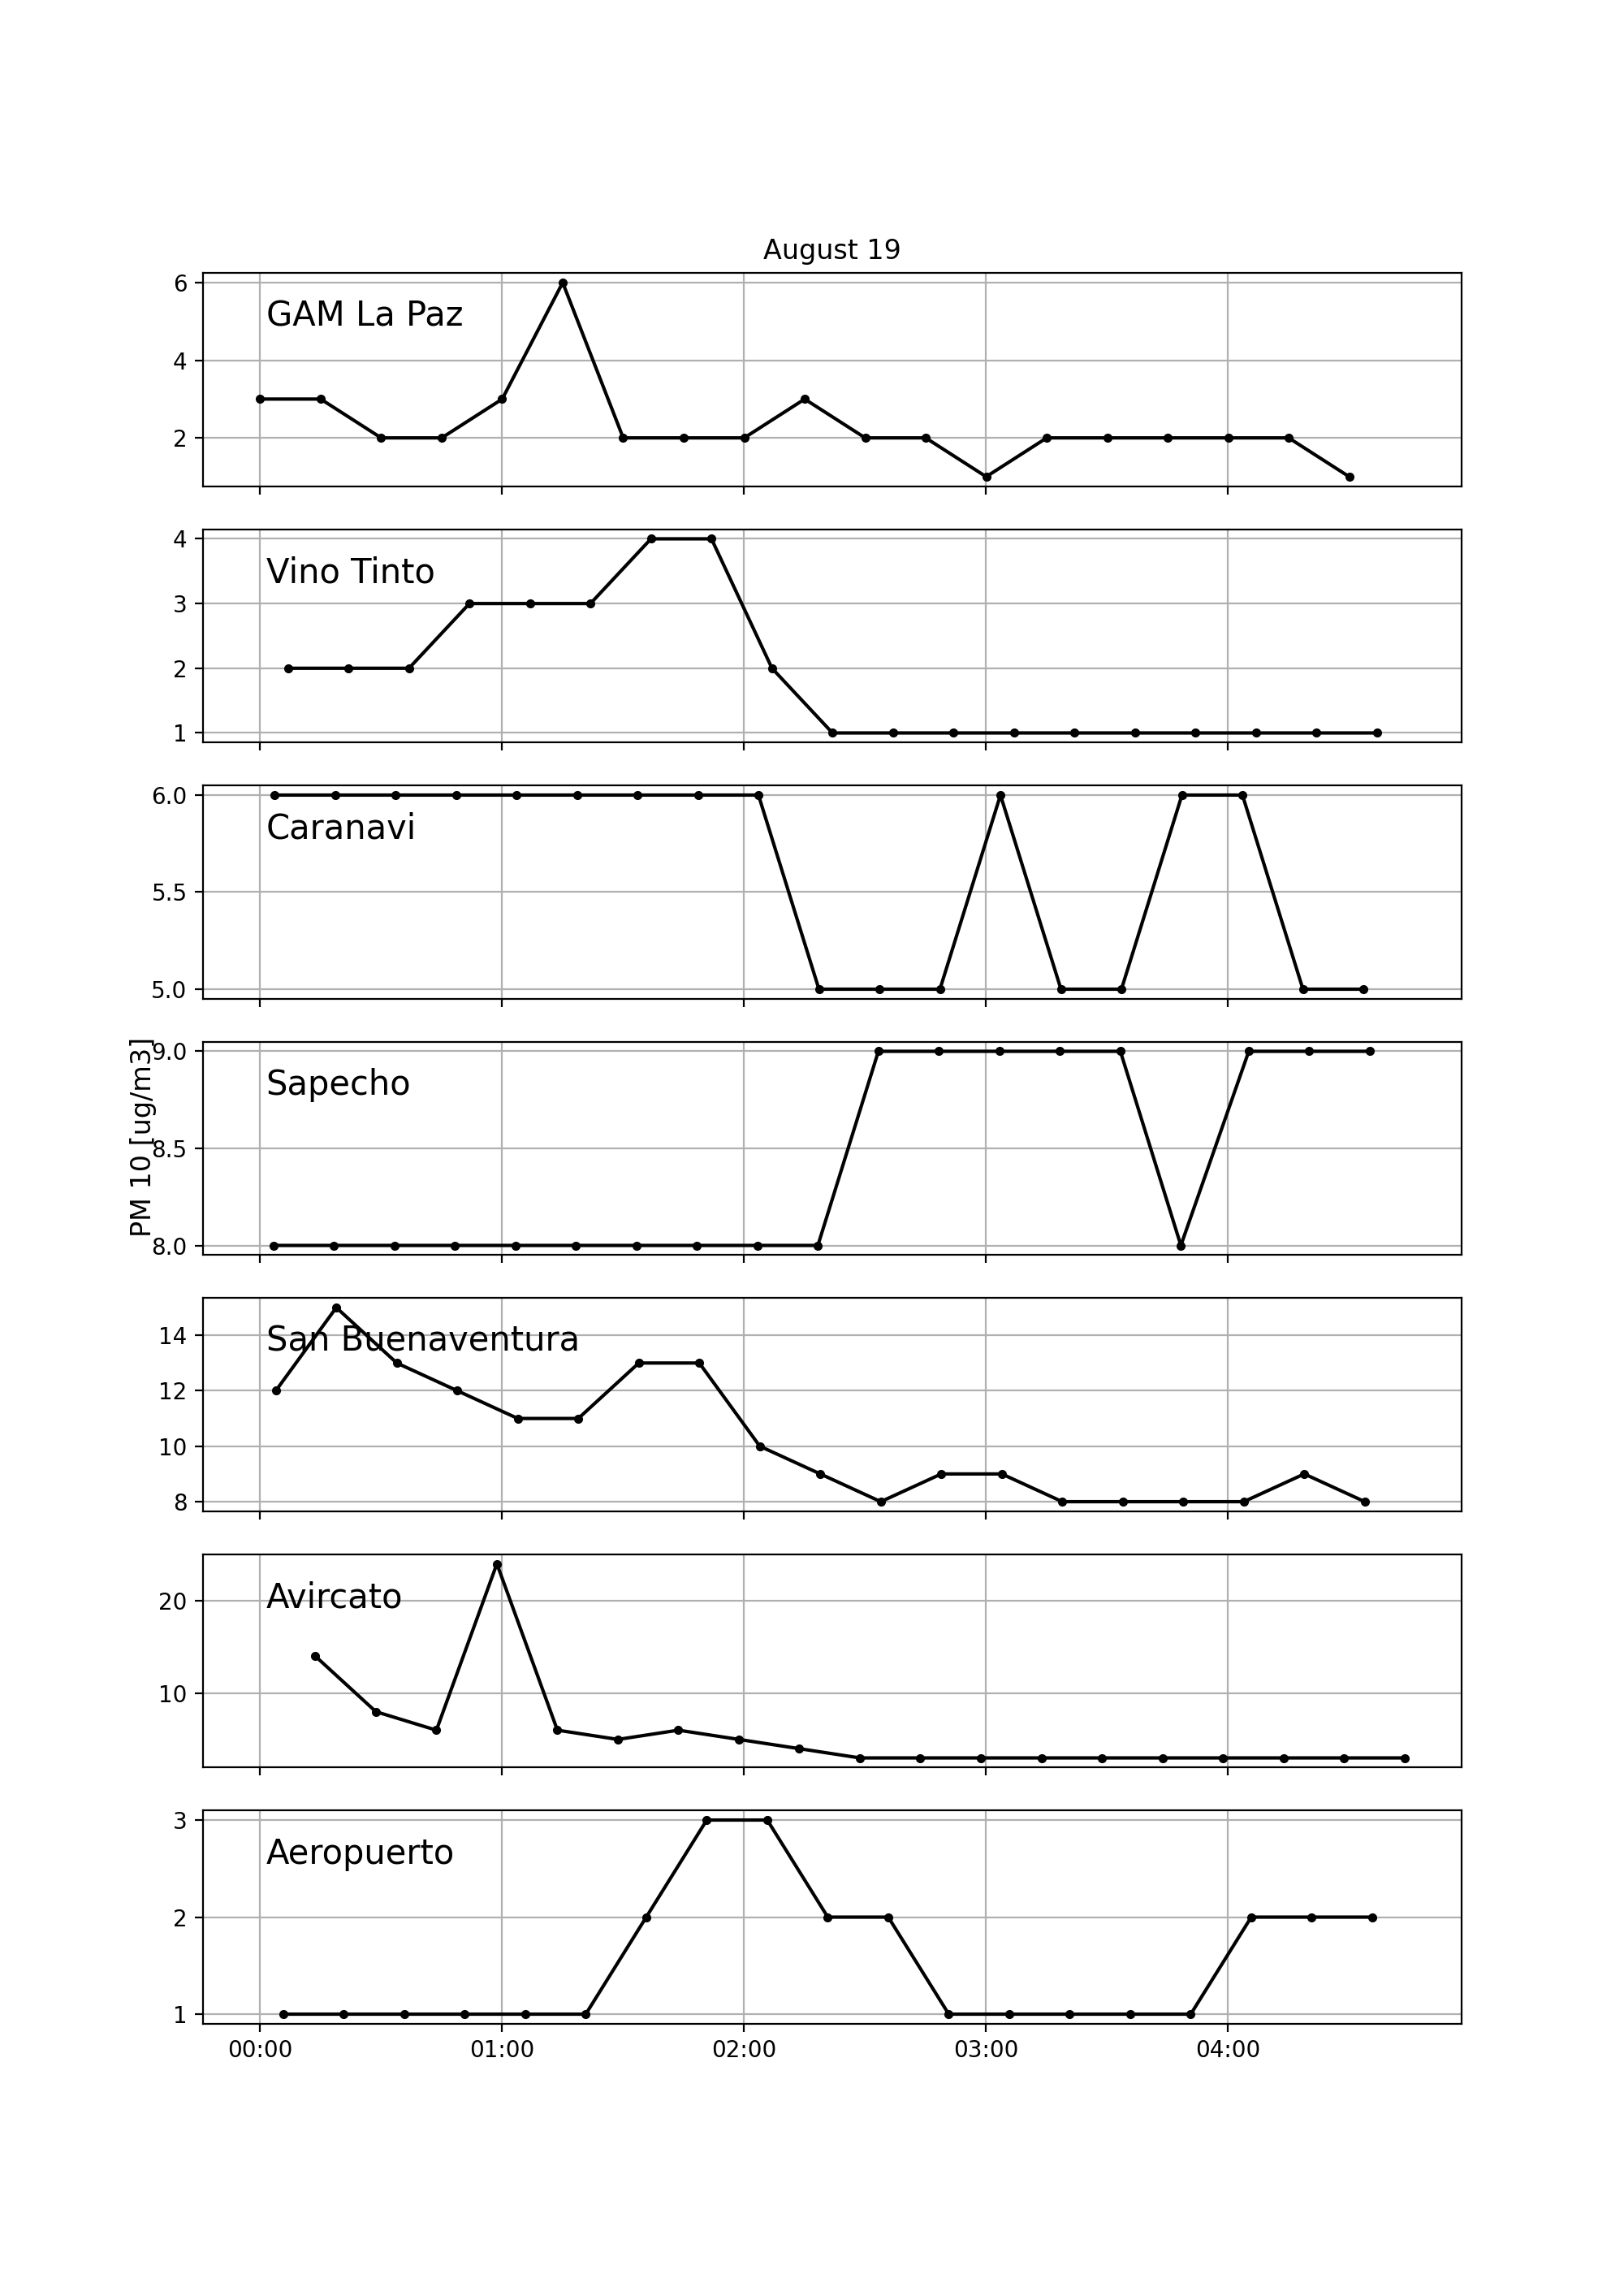 August 19
6
GAM La Paz
4
2
4
Vino Tinto
3
2
1
6.0
Caranavi
5.5
5.0
PM 10 [ug/m3]
9.0
Sapecho
8.5
8.0
14
San Buenaventura
12
10
8
20
Avircato
10
3
Aeropuerto
2
1
00:00 01:00 02:00 03:00 04:00